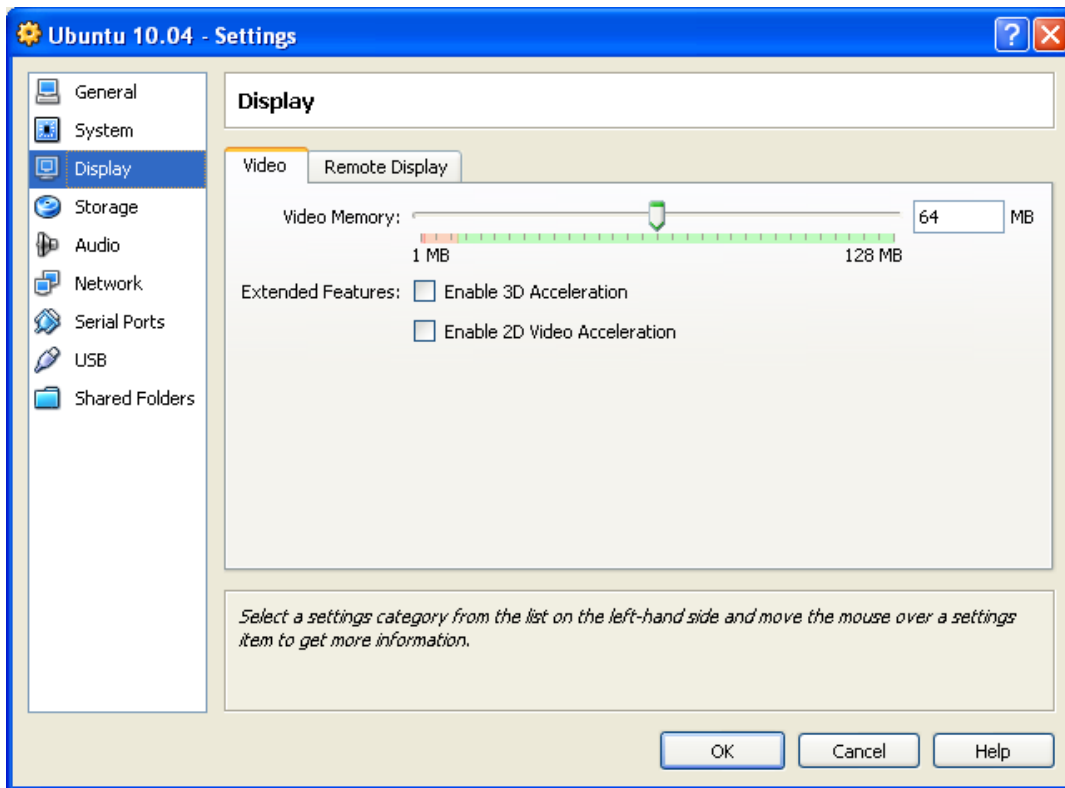 Ubuntu 10.04 - Settings
General
System
Display
Storage
Audio
Network
Serial Ports
USB
Shared Folders
Display
Video
Remote Display
Video Memory:
64
MB
1 MB
128 MB
Extended Features:
Enable 3D Acceleration
Enable 2D Video Acceleration
Select a settings category from the list on the left-hand side and move the mouse over a settings
item to get more information.
OK
Cancel
Help